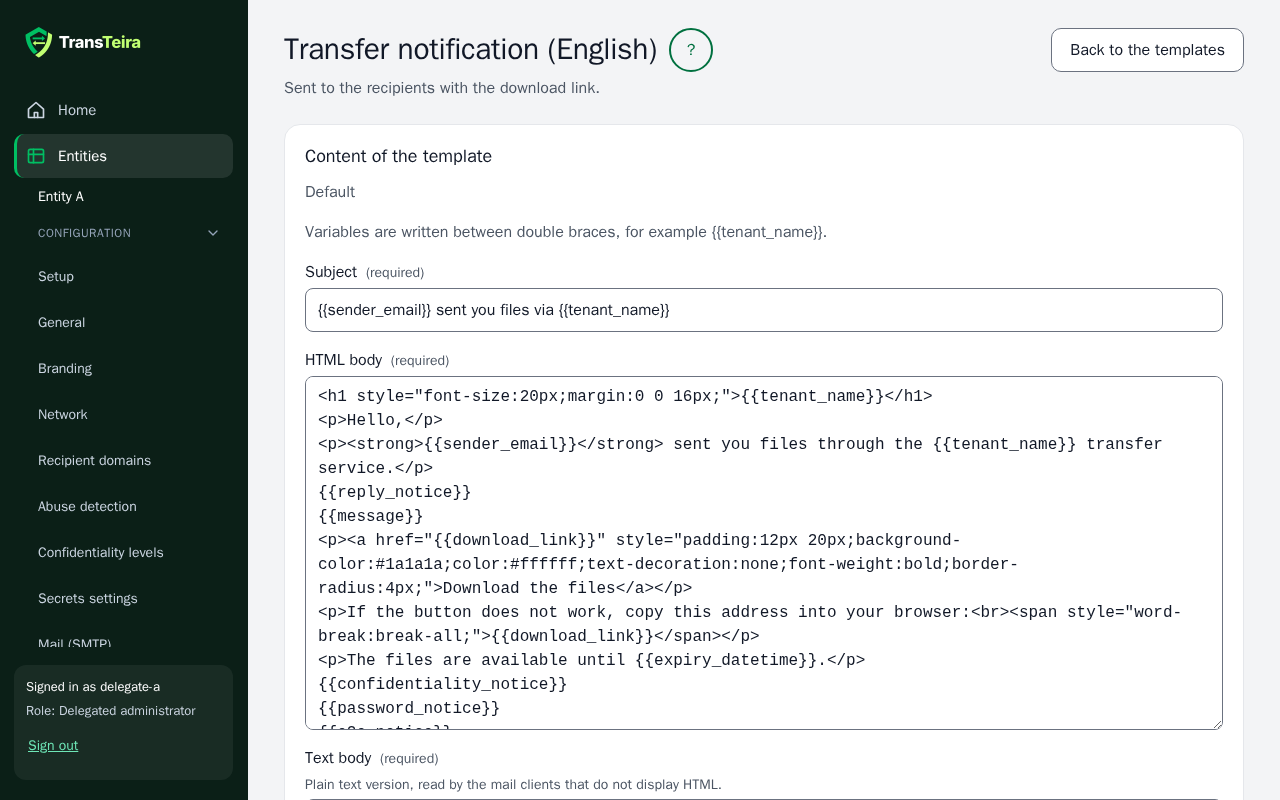 TransTeira
Home
Entities
Entity A
CONFIGURATION
Setup
General
Branding
Network
Recipient domains
Abuse detection
Confidentiality levels
Secrets settings
Mail (SMTP)
Signed in as delegate-a
Role: Delegated administrator
Sign out
Transfer notification (English)
?
Back to the templates
Sent to the recipients with the download link.
Content of the template
Default
Variables are written between double braces, for example {{tenant_name}}.
Subject (required)
{{sender_email}} sent you files via {{tenant_name}}
HTML body (required)
<h1 style="font-size:20px;margin:0 0 16px;">{{tenant_name}}</h1>
<p>Hello,</p>
<p><strong>{{sender_email}}</strong> sent you files through the {{tenant_name}} transfer
service.</p>
{{reply_notice}}
{{message}}
<p><a href="{{download_link}}" style="padding:12px 20px;background-
color:#1a1a1a;color:#ffffff;text-decoration:none;font-weight:bold;border-
radius:4px;">Download the files</a></p>
<p>If the button does not work, copy this address into your browser:<br><span style="word-
break:break-all;">{{download_link}}</span></p>
<p>The files are available until {{expiry_datetime}}.</p>
{{confidentiality_notice}}
{{password_notice}}
Text body (required)
Plain text version, read by the mail clients that do not display HTML.